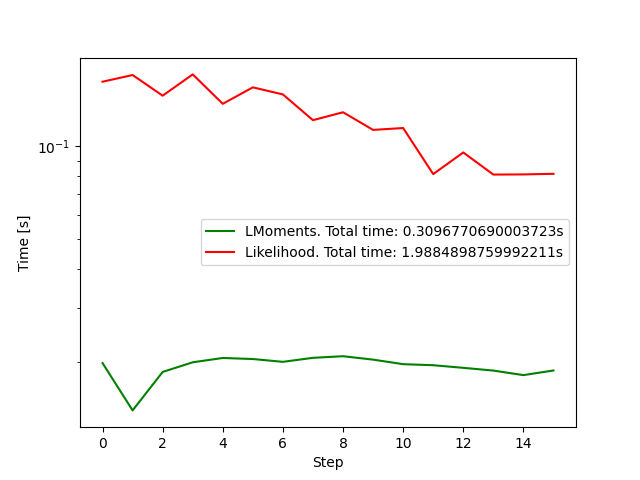 10⁻¹
Time [s]
LMoments. Total time: 0.3096770690003723s
Likelihood. Total time: 1.9884898759992211s
0 2 4 6 8 10 12 14
Step